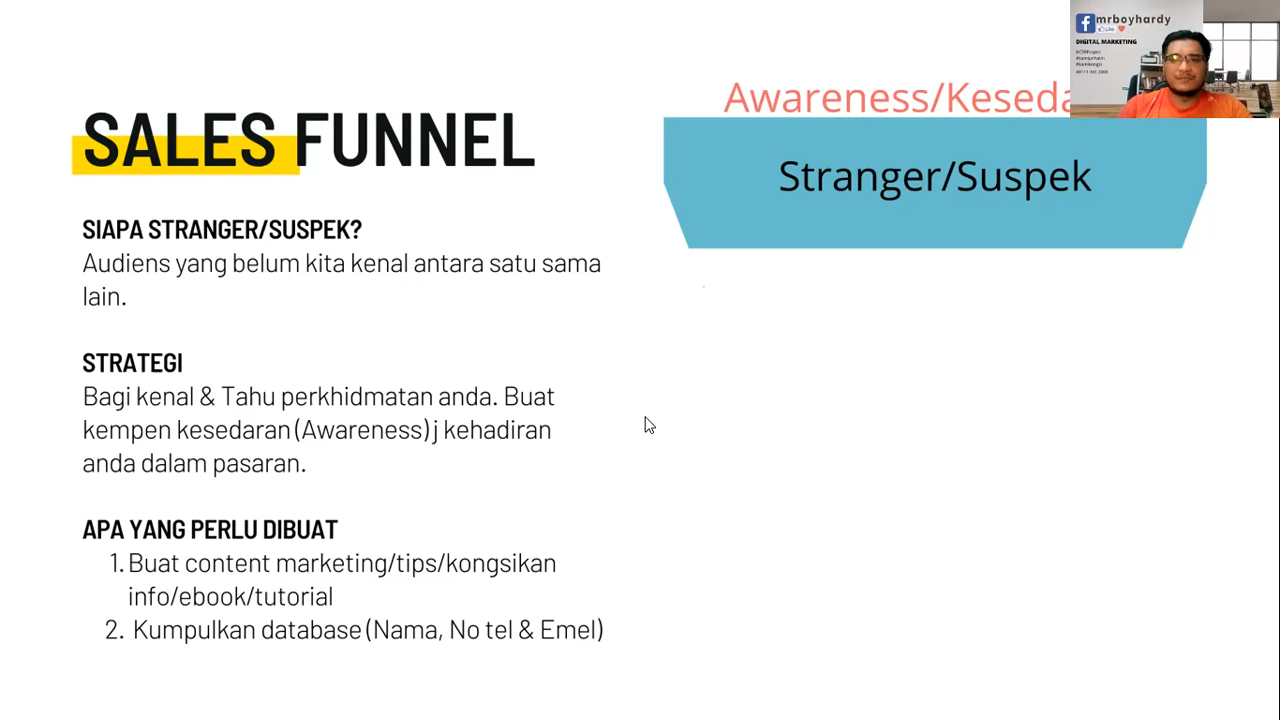 SALES FUNNEL
SIAPA STRANGER/SUSPEK?
Audiens yang belum kita kenal antara satu sama
lain.
STRATEGI
Bagi kenal & Tahu perkhidmatan anda. Buat
kempen kesedaran (Awareness) j kehadiran
anda dalam pasaran.
APA YANG PERLU DIBUAT
1. Buat content marketing/tips/kongsikan
info/ebook/tutorial
2. Kumpulkan database (Nama, No tel & Emel)
Awareness/Keseda
Stranger/Suspek
mrboyhardy
Like
DIGITAL MARKETING